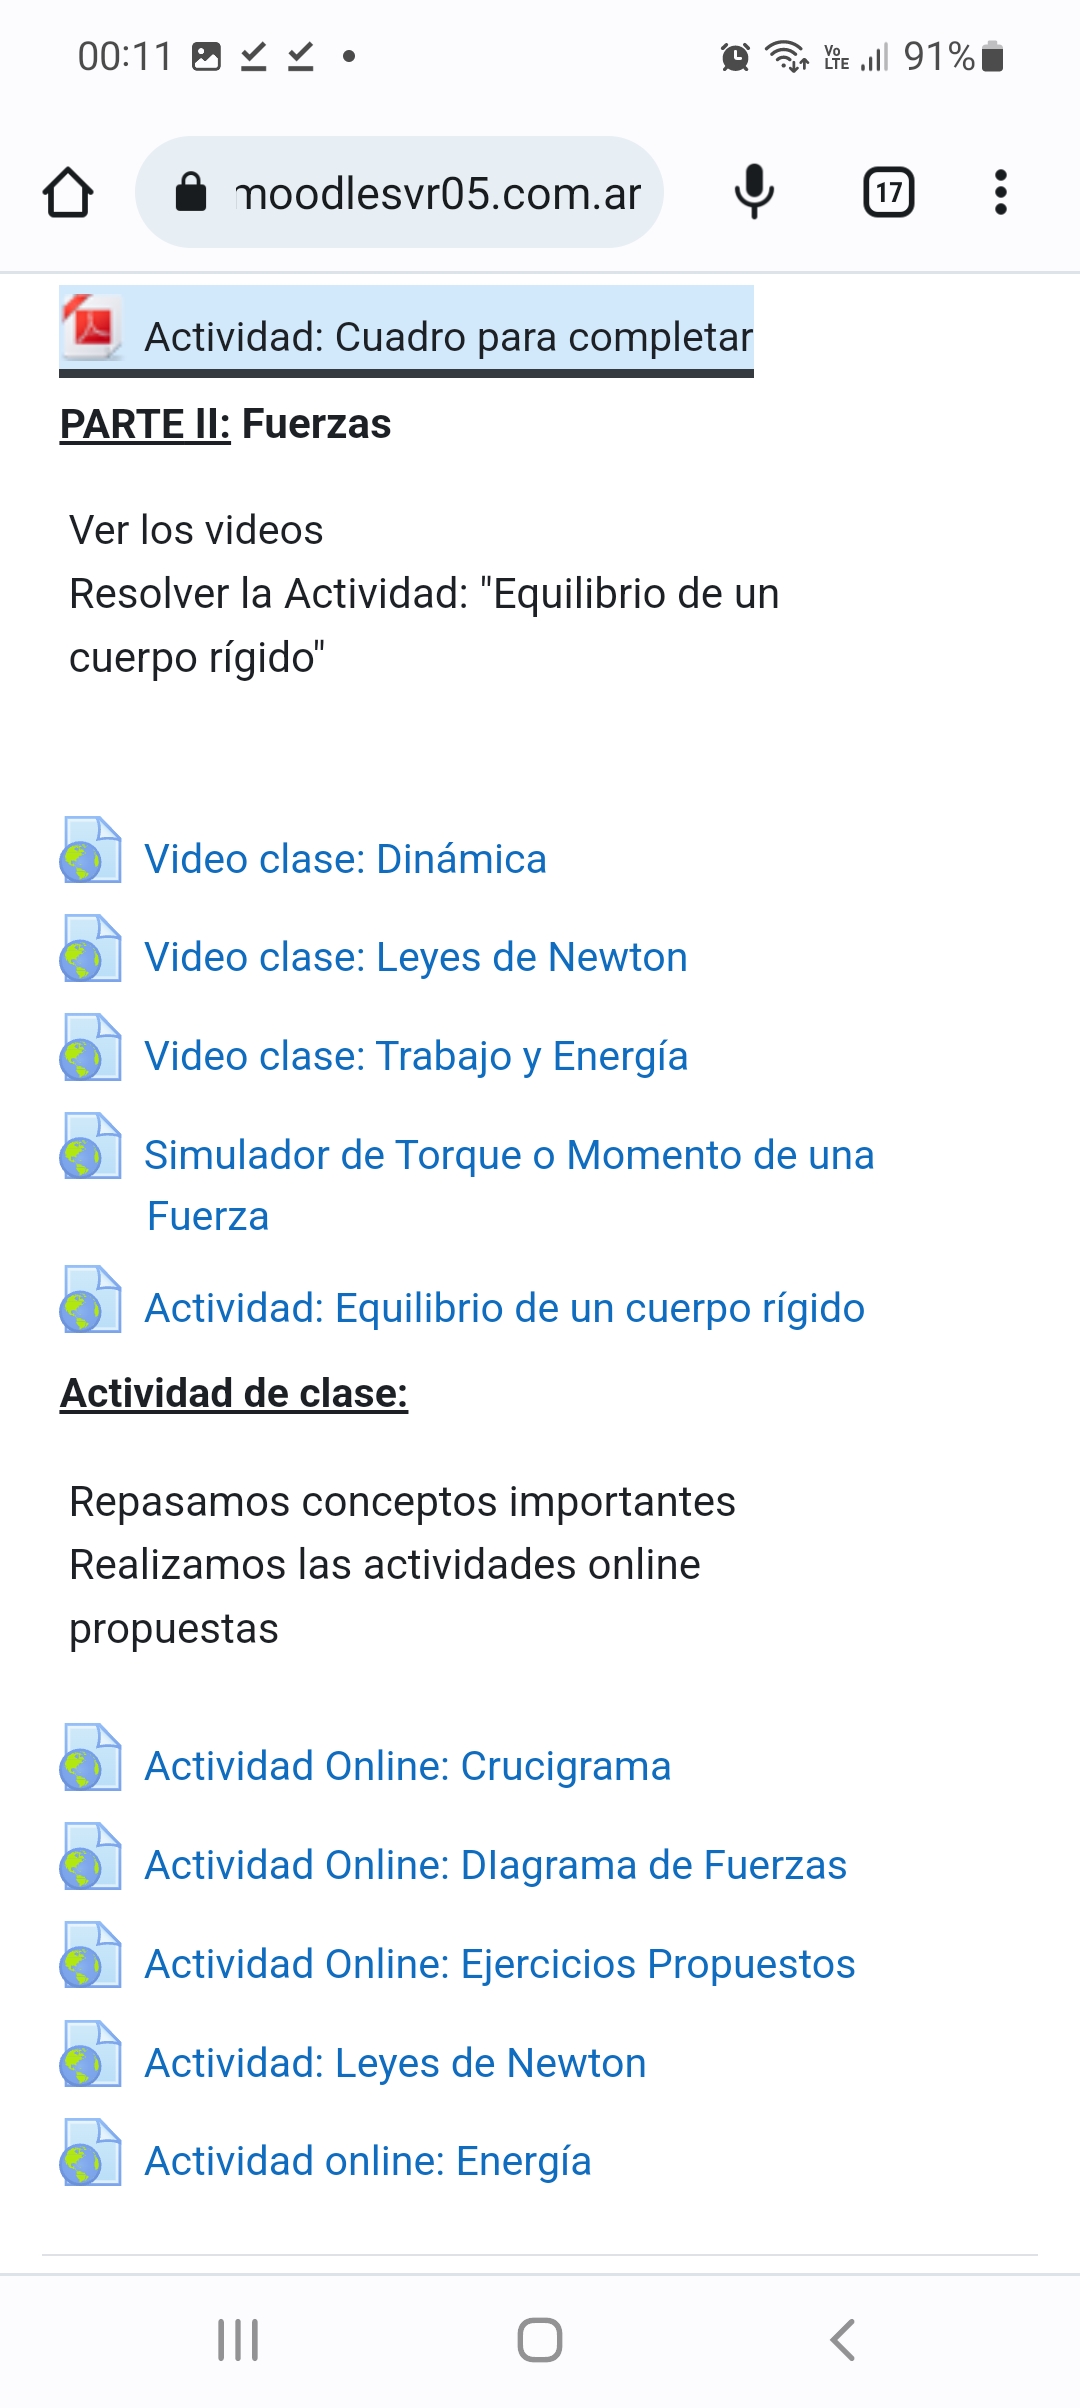 00:11
Vo LTE 91%
moodlesvr05.com.ar
17
Actividad: Cuadro para completar
PARTE II: Fuerzas
Ver los videos
Resolver la Actividad: "Equilibrio de un
cuerpo rígido"
Video clase: Dinámica
Video clase: Leyes de Newton
Video clase: Trabajo y Energía
Simulador de Torque o Momento de una
Fuerza
Actividad: Equilibrio de un cuerpo rígido
Actividad de clase:
Repasamos conceptos importantes
Realizamos las actividades online
propuestas
Actividad Online: Crucigrama
Actividad Online: DIagrama de Fuerzas
Actividad Online: Ejercicios Propuestos
Actividad: Leyes de Newton
Actividad online: Energía